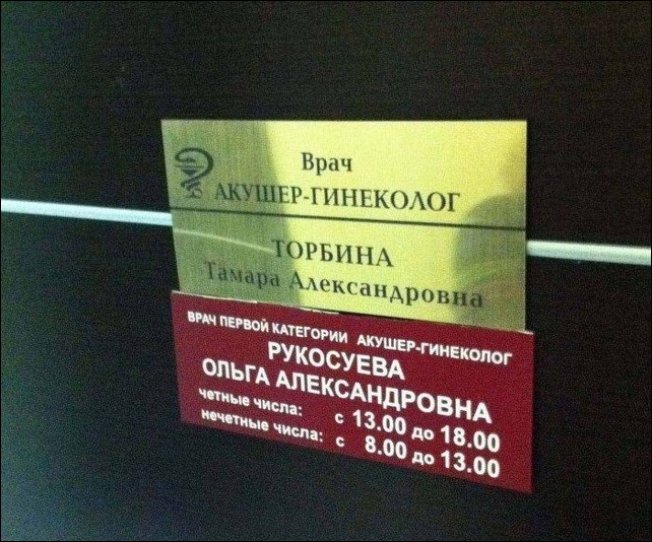 Врач
АКУШЕР-ГИНЕКОЛОГ
ТОРБИНА
Тамара Александровна
ВРАЧ ПЕРВОЙ КАТЕГОРИИ АКУШЕР-ГИНЕКОЛОГ
РУКОСУЕВА
ОЛЬГА АЛЕКСАНДРОВНА
четные числа: с 13.00 до 18.00
нечетные числа: с 8.00 до 13.00